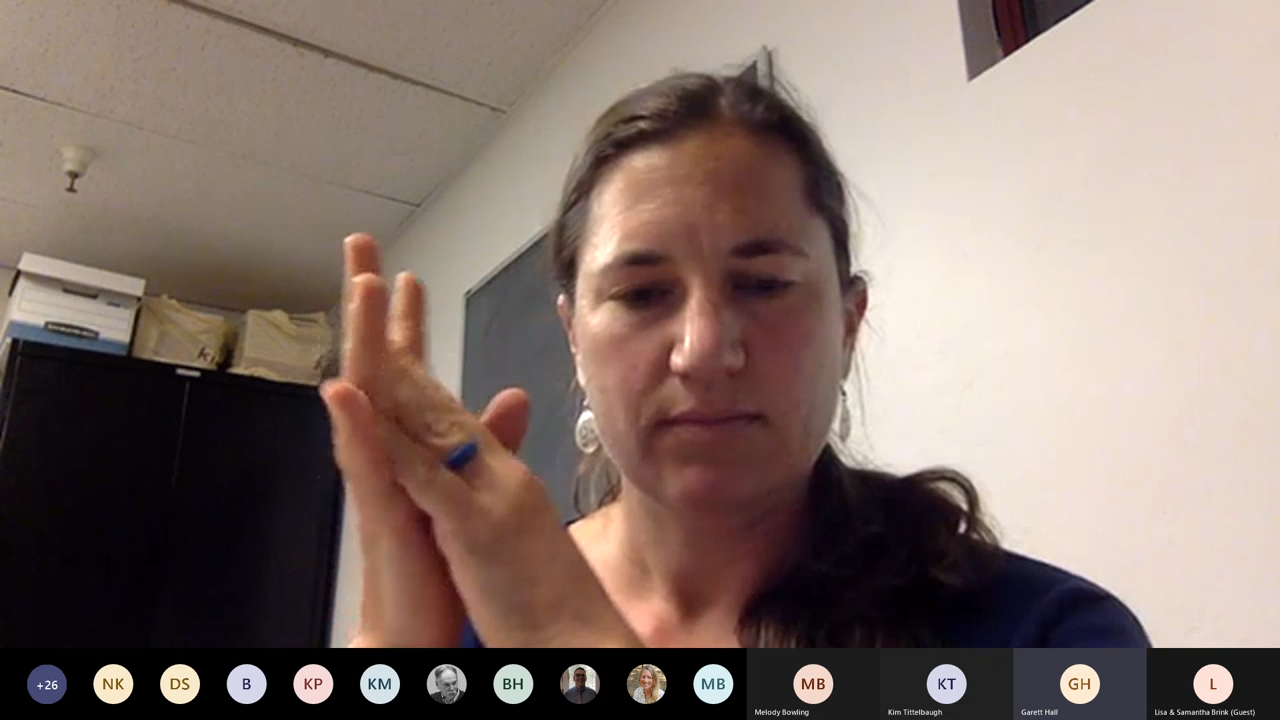 +26
NK
DS
B
KP
KM
BH
MB
MB
Melody Bowling
KT
Kim Tittelbaugh
GH
Garett Hall
L
Lisa & Samantha Brink (Guest)